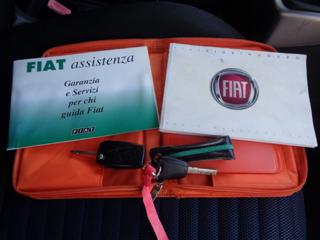 FIAT assistenza
Garanzia
e Servizi
per chi
guida Fiat
FIAT
FIAT